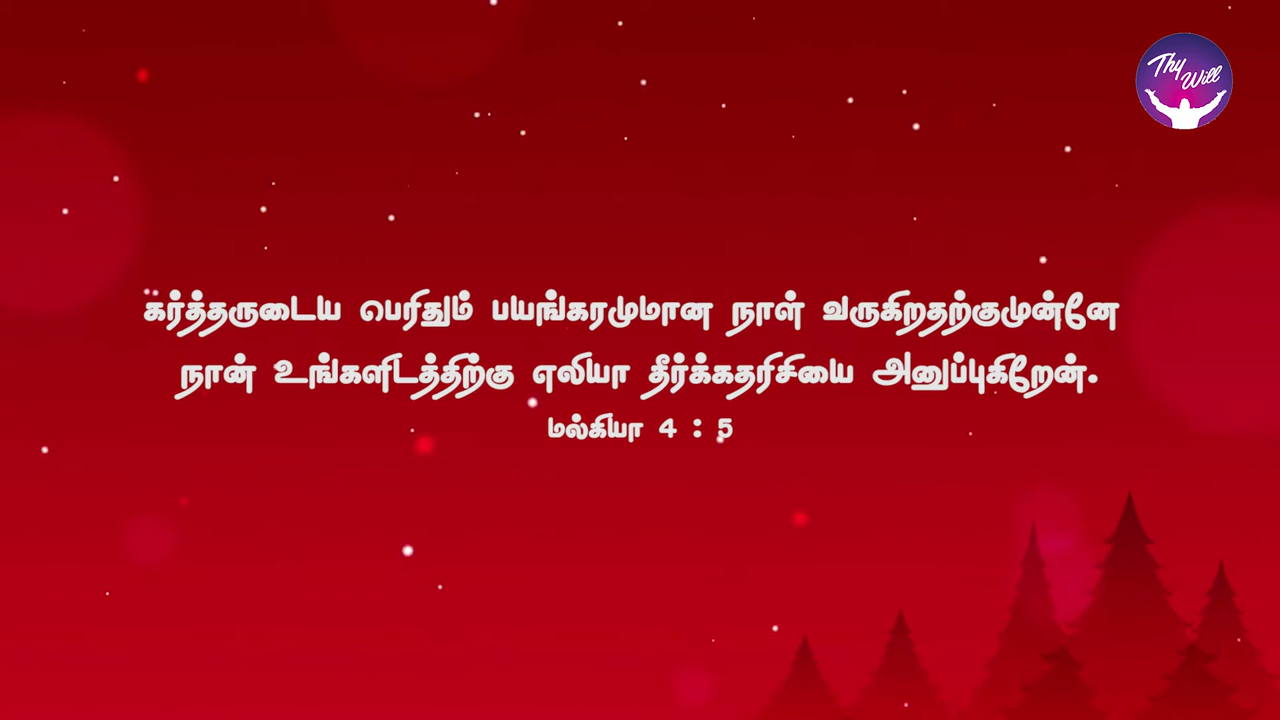 Thy Will
கர்த்தருடைய பெரிதும் பயங்கரமுமான நாள் வருகிறதற்குமுன்னே
நான் உங்களிடத்திற்கு எலியா தீர்க்கதரிசியை அனுப்புகிறேன்.
மல்கியா 4 : 5